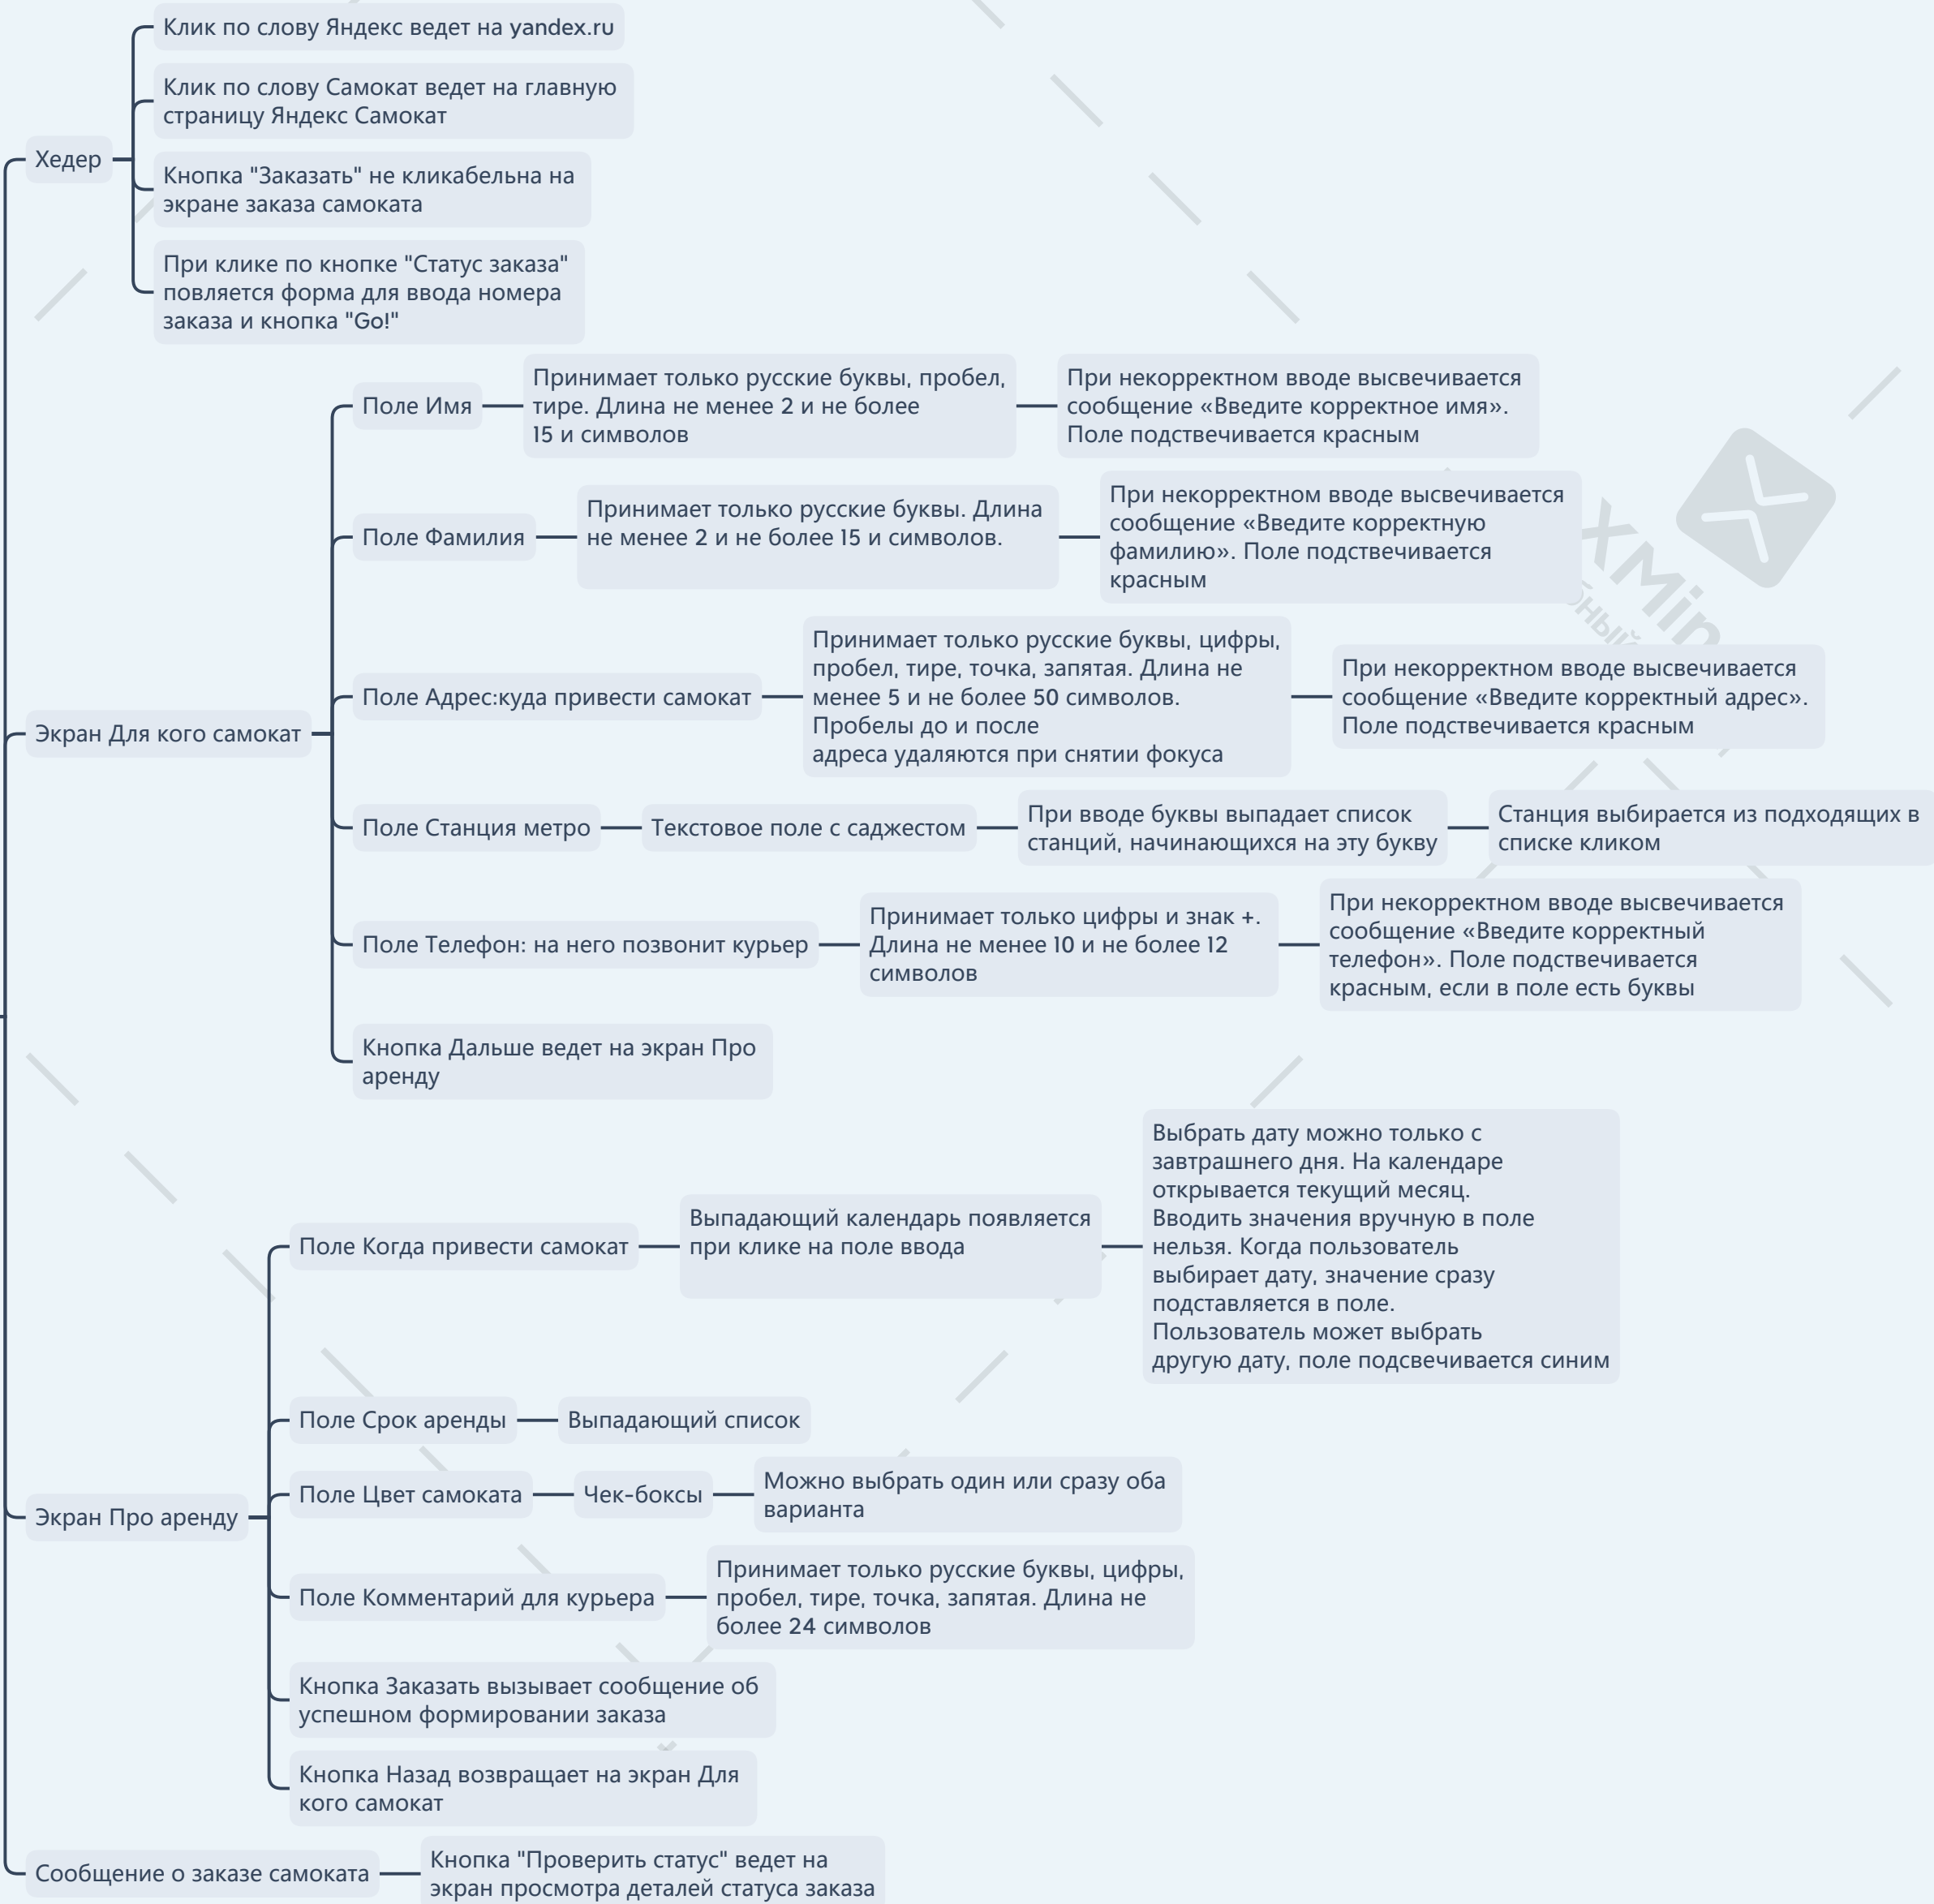 Клик по слову Яндекс ведет на yandex.ru
Клик по слову Самокат ведет на главную
страницу Яндекс Самокат
Хедер
Кнопка "Заказать" не кликабельна на
экране заказа самоката
При клике по кнопке "Статус заказа"
повляется форма для ввода номера
заказа и кнопка "Go!"
Экран Для кого самокат
Поле Имя
Принимает только русские буквы, пробел,
тире. Длина не менее 2 и не более
15 и символов
При некорректном вводе высвечивается
сообщение «Введите корректное имя».
Поле подствечивается красным
Поле Фамилия
Принимает только русские буквы. Длина
не менее 2 и не более 15 и символов.
При некорректном вводе высвечивается
сообщение «Введите корректную
фамилию». Поле подствечивается
красным
Поле Адрес:куда привести самокат
Принимает только русские буквы, цифры,
пробел, тире, точка, запятая. Длина не
менее 5 и не более 50 символов.
Пробелы до и после
адреса удаляются при снятии фокуса
При некорректном вводе высвечивается
сообщение «Введите корректный адрес».
Поле подствечивается красным
Поле Станция метро
Текстовое поле с саджестом
При вводе буквы выпадает список
станций, начинающихся на эту букву
Станция выбирается из подходящих в
списке кликом
Поле Телефон: на него позвонит курьер
Принимает только цифры и знак +.
Длина не менее 10 и не более 12
символов
При некорректном вводе высвечивается
сообщение «Введите корректный
телефон». Поле подствечивается
красным, если в поле есть буквы
Кнопка Дальше ведет на экран Про
аренду
Экран Про аренду
Поле Когда привести самокат
Выпадающий календарь появляется
при клике на поле ввода
Выбрать дату можно только с
завтрашнего дня. На календаре
открывается текущий месяц.
Вводить значения вручную в поле
нельзя. Когда пользователь
выбирает дату, значение сразу
подставляется в поле.
Пользователь может выбрать
другую дату, поле подсвечивается синим
Поле Срок аренды
Выпадающий список
Поле Цвет самоката
Чек-боксы
Можно выбрать один или сразу оба
варианта
Поле Комментарий для курьера
Принимает только русские буквы, цифры,
пробел, тире, точка, запятая. Длина не
более 24 символов
Кнопка Заказать вызывает сообщение об
успешном формировании заказа
Кнопка Назад возвращает на экран Для
кого самокат
Сообщение о заказе самоката
Кнопка "Проверить статус" ведет на
экран просмотра деталей статуса заказа